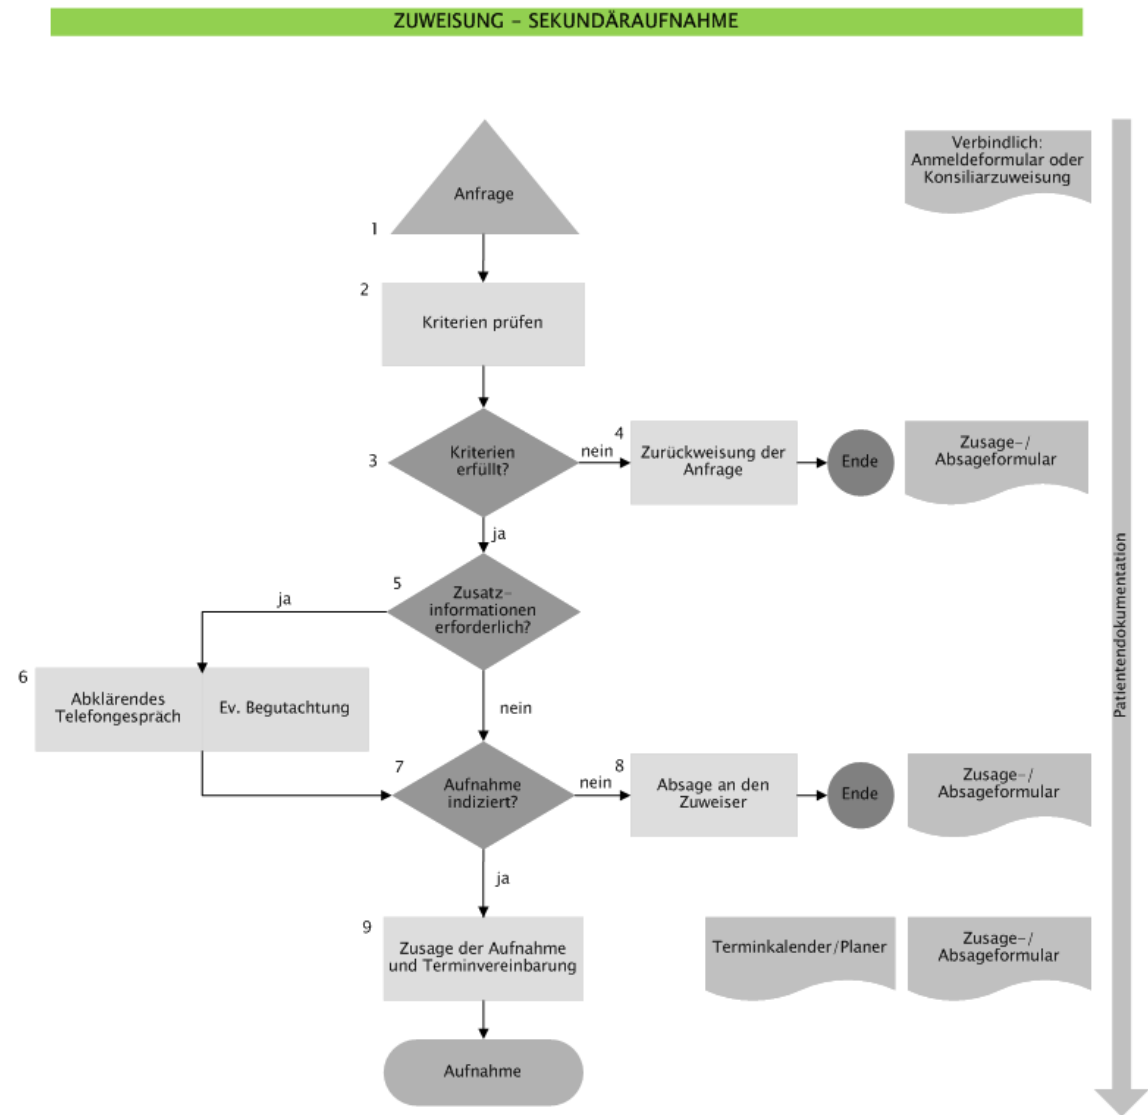 ZUWEISUNG – SEKUNDÄRAUFNAHME
Verbindlich:
Anmeldeformular oder
Konsiliarzuweisung
Anfrage
1
2
Kriterien prüfen
3
Kriterien
erfüllt?
nein
4
Zurückweisung der
Anfrage
Ende
Zusage-/
Absageformular
ja
5
Zusatz-
informationen
erforderlich?
ja
6
Abklärendes
Telefongespräch
Ev. Begutachtung
nein
7
Aufnahme
indiziert?
nein
8
Absage an den
Zuweiser
Ende
Zusage-/
Absageformular
ja
9
Zusage der Aufnahme
und Terminvereinbarung
Terminkalender/Planer
Zusage-/
Absageformular
Aufnahme
Patientendokumentation